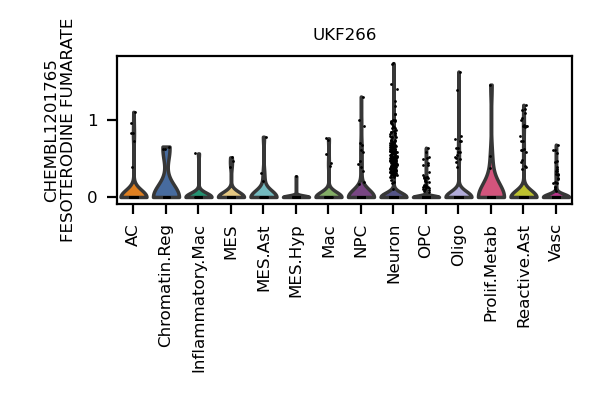 UKF266
CHEMBL1201765
FESOTERODINE FUMARATE
1
0
AC
Chromatin.Reg
Inflammatory.Mac
MES
MES.Ast
MES.Hyp
Mac
NPC
Neuron
OPC
Oligo
Prolif.Metab
Reactive.Ast
Vasc